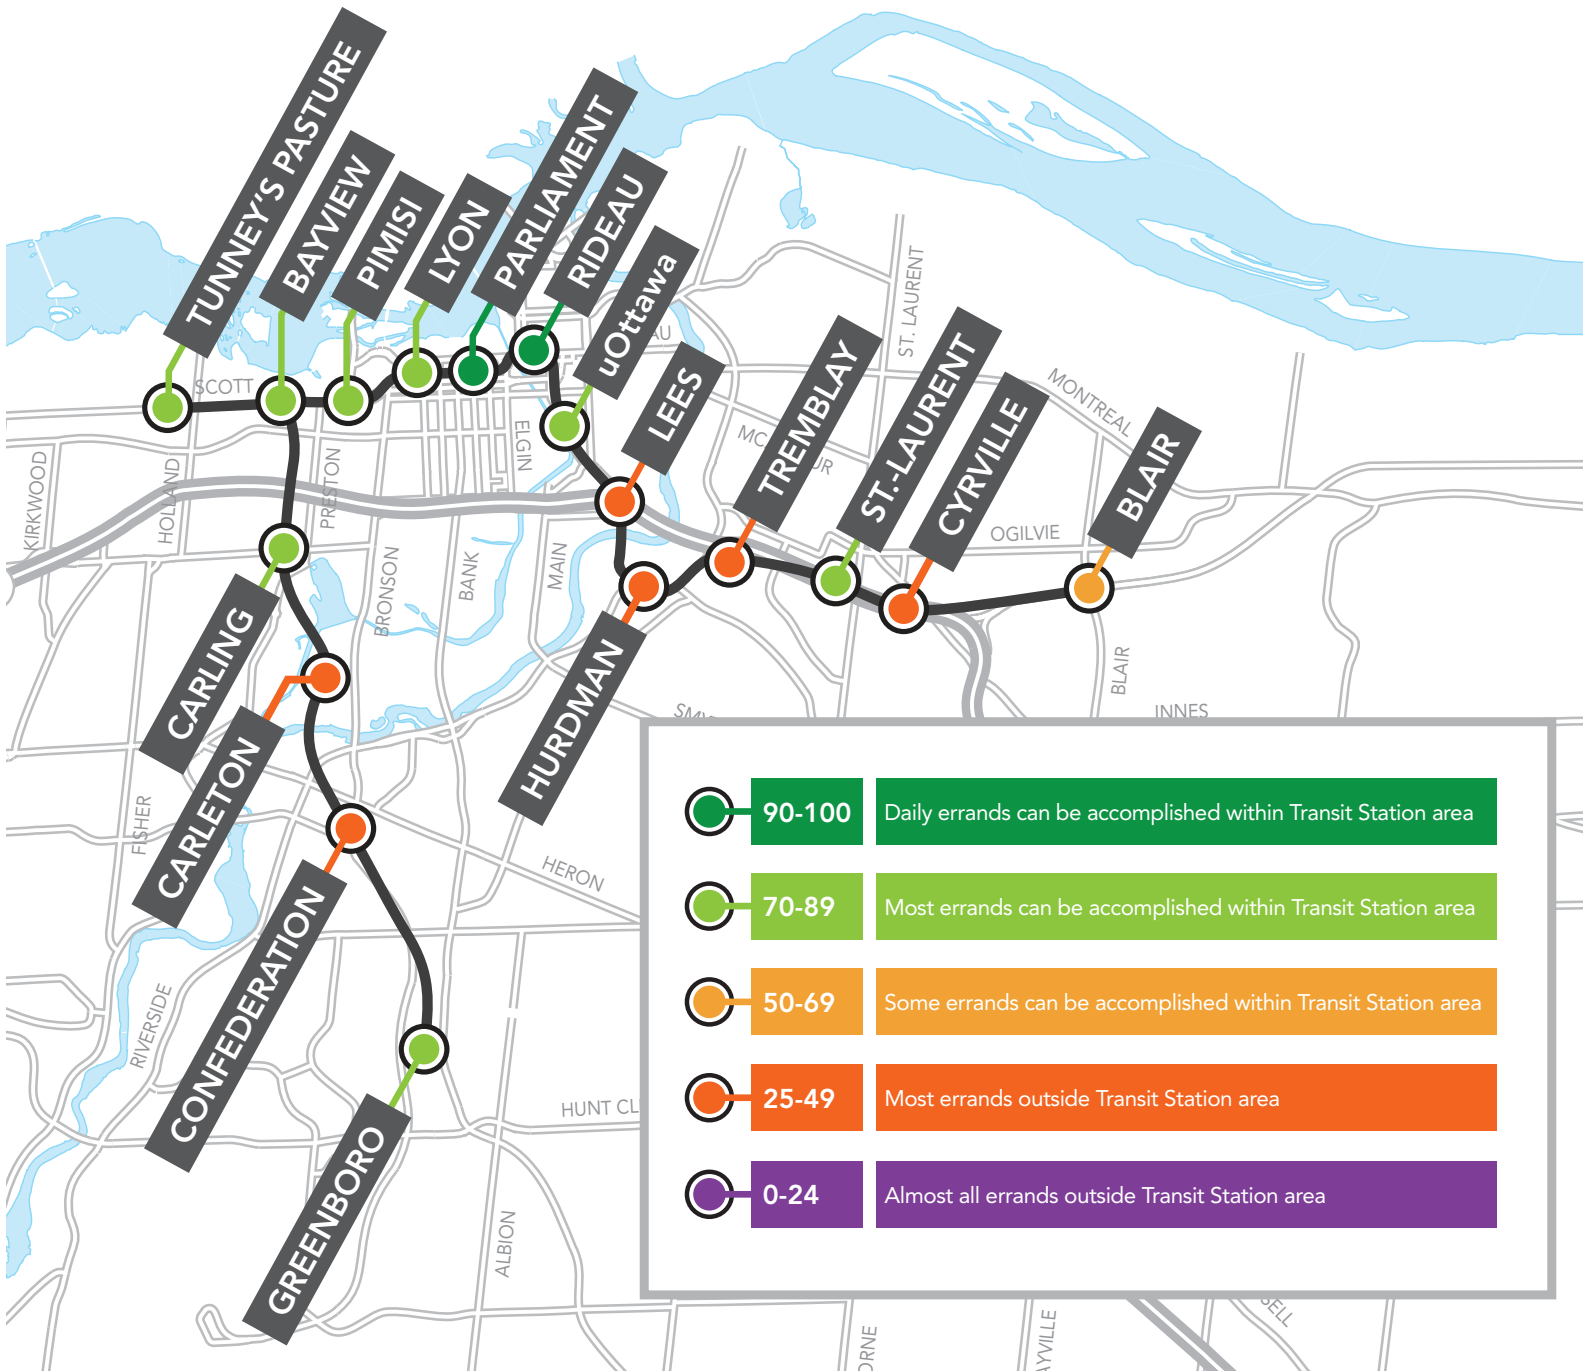 TUNNEY'S PASTURE
BAYVIEW
PIMISI
LYON
PARLIAMENT
RIDEAU
uOttawa
LEES
TREMBLAY
ST.-LAURENT
CYRVILLE
BLAIR
HURDMAN
CARLING
CARLETON
CONFEDERATION
GREENBORO
SCOTT
KIRKWOOD
HOLLAND
PRESTON
BRONSON
BANK
ELGIN
MAIN
ST. LAURENT
MONTREAL
OGILVIE
BLAIR
INNES
FISHER
HERON
RIVERSIDE
HUNT CL
ALBION
90-100 Daily errands can be accomplished within Transit Station area
70-89 Most errands can be accomplished within Transit Station area
50-69 Some errands can be accomplished within Transit Station area
25-49 Most errands outside Transit Station area
0-24 Almost all errands outside Transit Station area